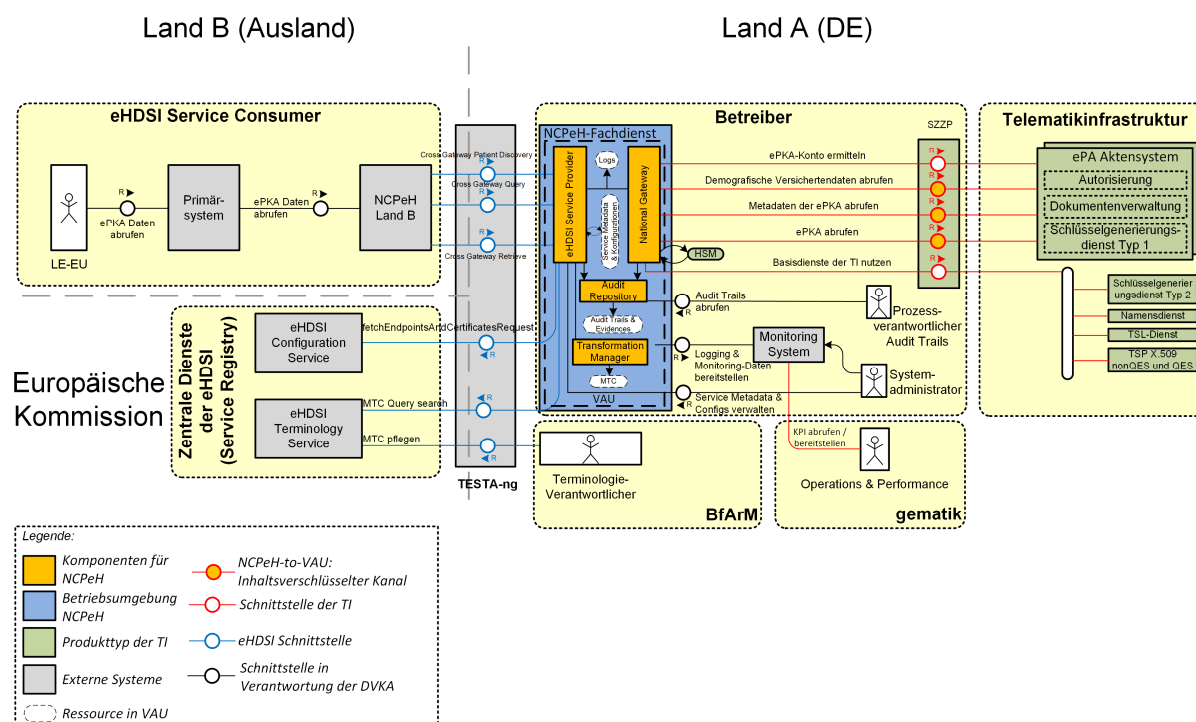 Land B (Ausland)
Land A (DE)
eHDSI Service Consumer
LE-EU
R
ePKA Daten
abrufen
Primär-
system
R
ePKA Daten
abrufen
NCPeH
Land B
Cross Gateway Patient Discovery
R
Cross Gateway Query
R
R
Cross Gateway Retrieve
Betreiber
NCPeH-Fachdienst
eHDSI Service Provider
Logs
Service Metadata
& Konfigurationen
National Gateway
HSM
Audit
Repository
Audit Trails &
Evidences
Transformation
Manager
MTC
VAU
SZZP
R
ePKA-Konto ermitteln
R
Demografische Versichertendaten abrufen
R
Metadaten der ePKA abrufen
R
ePKA abrufen
R
Basisdienste der TI nutzen
Audit Trails
abrufen
R
Prozess-
verantwortlicher
Audit Trails
Logging &
Monitoring-Daten
bereitstellen
R
Monitoring
System
System-
administrator
Service Metadata &
Configs verwalten
R
Telematikinfrastruktur
ePA Aktensystem
Autorisierung
Dokumentenverwaltung
Schlüsselgenerierungs-
dienst Typ 1
Schlüsselgenerier
ungsdienst Typ 2
Namensdienst
TSL-Dienst
TSP X.509
nonQES und QES
Europäische
Kommission
Zentrale Dienste
der eHDSI
(Service Registry)
eHDSI
Configuration
Service
fetchEndpointsAndCertificatesRequest
R
eHDSI
Terminology
Service
MTC Query search
R
MTC pflegen
R
TESTA-ng
Terminologie-
Verantwortlicher
BfArM
KPI abrufen /
bereitstellen
Operations & Performance
gematik
Legende:
Komponenten für
NCPeH
Betriebsumgebung
NCPeH
Produkttyp der TI
Externe Systeme
Ressource in VAU
NCPeH-to-VAU:
Inhaltsverschlüsselter Kanal
Schnittstelle der TI
eHDSI Schnittstelle
Schnittstelle in
Verantwortung der DVKA